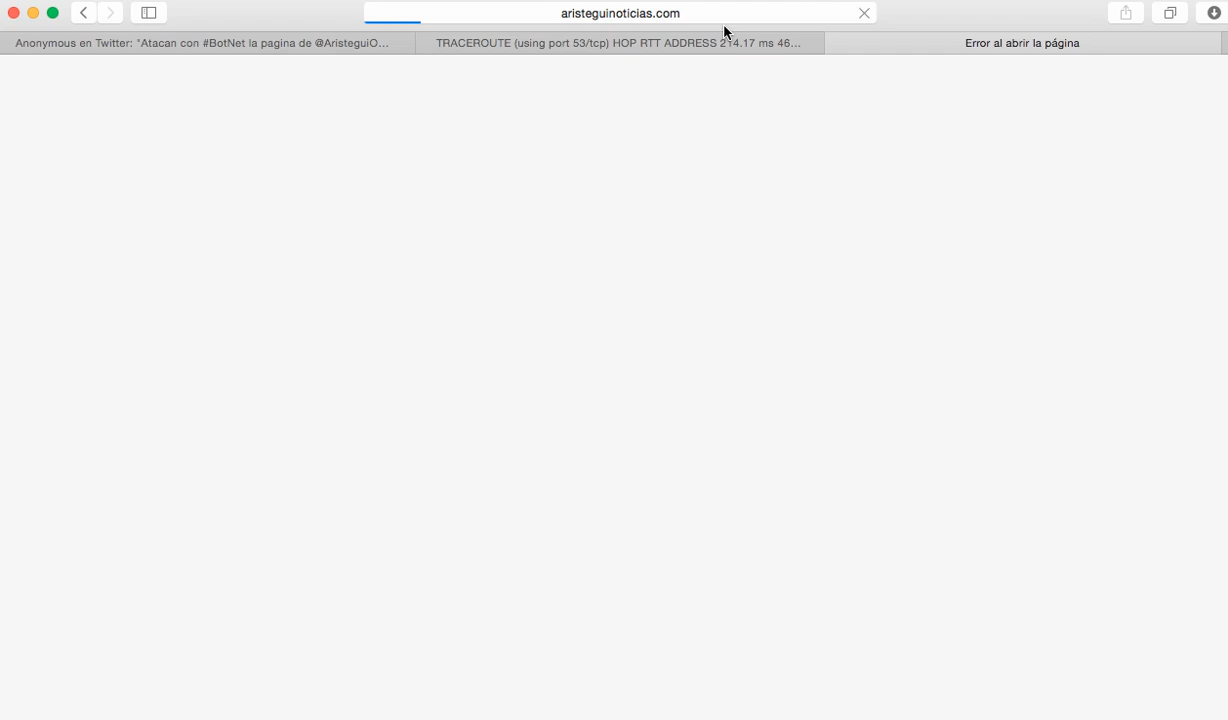 aristeguinoticias.com
Anonymous en Twitter: "Atacan con #BotNet la pagina de @AristeguiO...
TRACEROUTE (using port 53/tcp) HOP RTT ADDRESS 214.17 ms 46...
Error al abrir la página